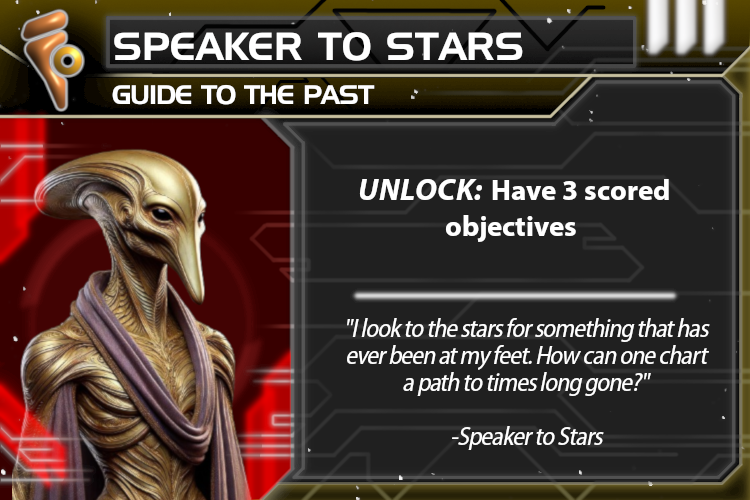 SPEAKER TO STARS
GUIDE TO THE PAST
UNLOCK: Have 3 scored
objectives
"I look to the stars for something that has
ever been at my feet. How can one chart
a path to times long gone?"
-Speaker to Stars